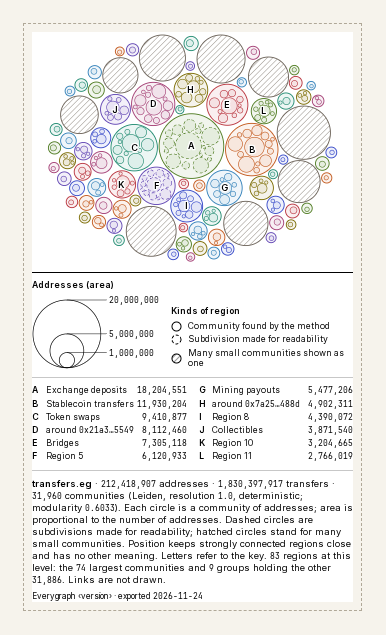 H
D
E
J
L
C
A
B
K
F
G
I
Addresses (area)
20,000,000
5,000,000
1,000,000
Kinds of region
Community found by the method
Subdivision made for readability
Many small communities shown as
one
A Exchange deposits 18,204,551 G Mining payouts 5,477,206
B Stablecoin transfers 11,930,204 H around 0x7a25…488d 4,902,311
C Token swaps 9,410,877 I Region 8 4,390,072
D around 0x21a3…5549 8,112,460 J Collectibles 3,871,540
E Bridges 7,305,118 K Region 10 3,204,665
F Region 5 6,120,933 L Region 11 2,766,019
transfers.eg · 212,418,907 addresses · 1,830,397,917 transfers ·
31,960 communities (Leiden, resolution 1.0, deterministic;
modularity 0.6033). Each circle is a community of addresses; area is
proportional to the number of addresses. Dashed circles are
subdivisions made for readability; hatched circles stand for many
small communities. Position keeps strongly connected regions close
and has no other meaning. Letters refer to the key. 83 regions at this
level: the 74 largest communities and 9 groups holding the other
31,886. Links are not drawn.
Everygraph ‹version› · exported 2026-11-24